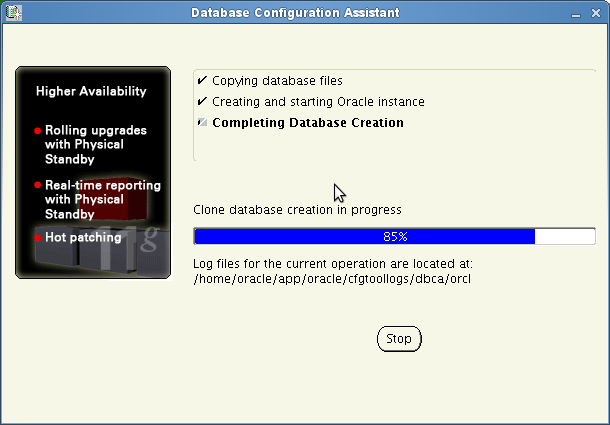 Database Configuration Assistant
Higher Availability
Rolling upgrades
with Physical
Standby
Real-time reporting
with Physical
Standby
Hot patching
11g
Copying database files
Creating and starting Oracle instance
Completing Database Creation
Clone database creation in progress
85%
Log files for the current operation are located at:
/home/oracle/app/oracle/cfgtoollogs/dbca/orcl
Stop